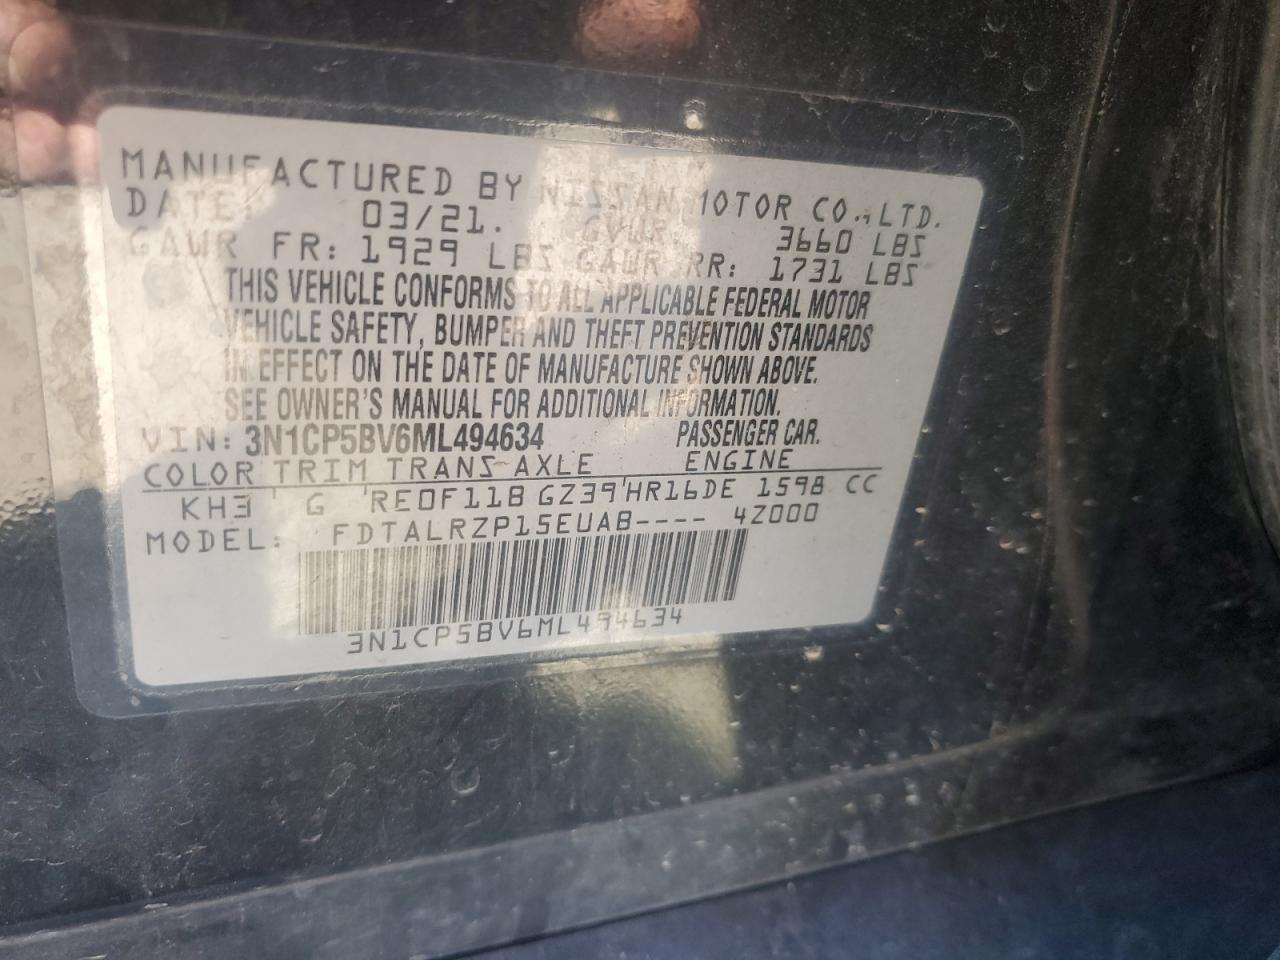 MANUFACTURED BY NISSAN MOTOR CO., LTD.
DATE: 03/21. GVWR: 3660 LBS
GAWR FR: 1929 LBS GAWR RR: 1731 LBS
THIS VEHICLE CONFORMS TO ALL APPLICABLE FEDERAL MOTOR
VEHICLE SAFETY, BUMPER AND THEFT PREVENTION STANDARDS
IN EFFECT ON THE DATE OF MANUFACTURE SHOWN ABOVE.
SEE OWNER'S MANUAL FOR ADDITIONAL INFORMATION.
VIN: 3N1CP5BV6ML494634 PASSENGER CAR.
COLOR TRIM TRANS AXLE ENGINE
KH3 G RE0F11B GZ39 HR16DE 1598 CC
MODEL: FDTALRZP15EUAB---- 4Z000
3N1CP5BV6ML494634